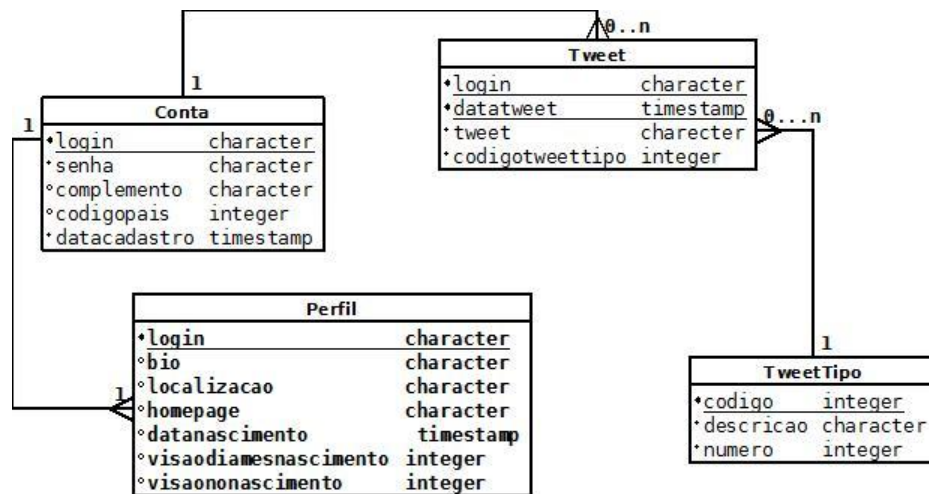 0..n
Tweet
login character
datatweet timestamp
tweet charecter
codigotweettipo integer
1
1
Conta
login character
senha character
complemento character
codigopais integer
datacadastro timestamp
0...n
Perfil
login character
bio character
localizacao character
homepage character
datanascimento timestamp
visaodiamesnascimento integer
visaononascimento integer
1
1
TweetTipo
codigo integer
descricao character
numero integer